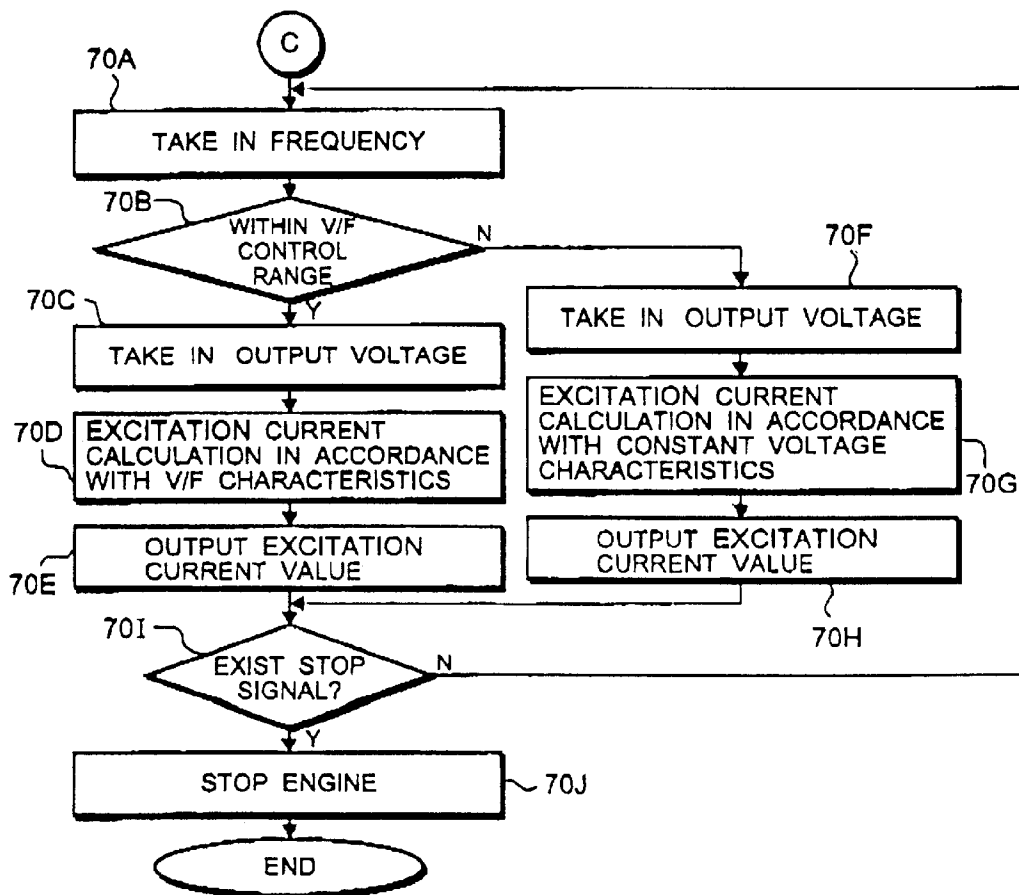 C
70A
TAKE IN FREQUENCY
70B
WITHIN V/F
CONTROL
RANGE
N
Y
70C
TAKE IN OUTPUT VOLTAGE
70D
EXCITATION CURRENT
CALCULATION IN ACCORDANCE
WITH V/F CHARACTERISTICS
70E
OUTPUT EXCITATION
CURRENT VALUE
70F
TAKE IN OUTPUT VOLTAGE
EXCITATION CURRENT
CALCULATION IN ACCORDANCE
WITH CONSTANT VOLTAGE
CHARACTERISTICS
70G
OUTPUT EXCITATION
CURRENT VALUE
70H
70I
EXIST STOP
SIGNAL?
N
Y
STOP ENGINE
70J
END